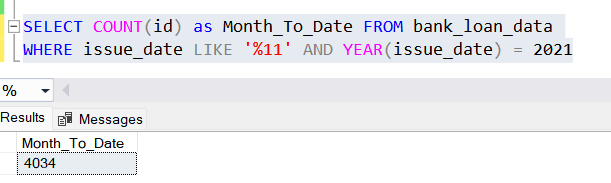 SELECT COUNT(id) as Month_To_Date FROM bank_loan_data
WHERE issue_date LIKE '%11' AND YEAR(issue_date) = 2021
%
Results Messages
Month_To_Date
4034